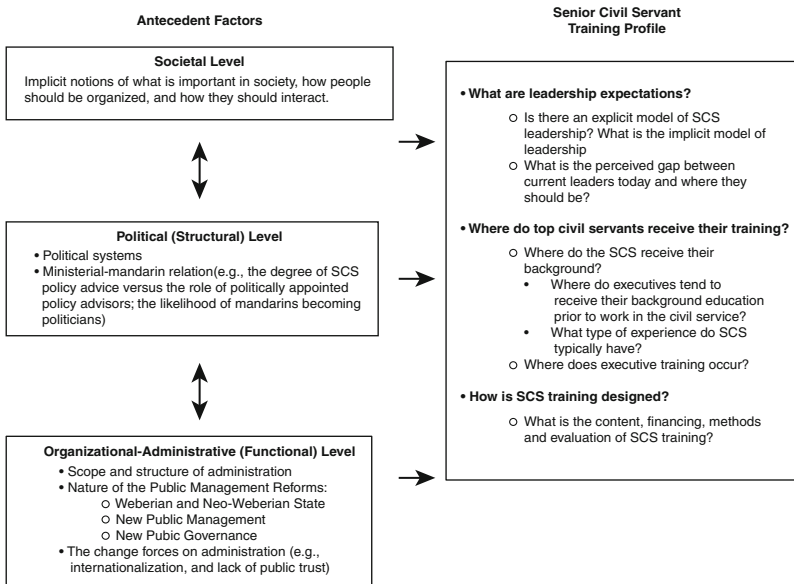 Antecedent Factors
Societal Level
Implicit notions of what is important in society, how people
should be organized, and how they should interact.
Political (Structural) Level
• Political systems
• Ministerial-mandarin relation(e.g., the degree of SCS
policy advice versus the role of politically appointed
policy advisors; the likelihood of mandarins becoming
politicians)
Organizational-Administrative (Functional) Level
• Scope and structure of administration
• Nature of the Public Management Reforms:
○ Weberian and Neo-Weberian State
○ New Public Management
○ New Pubic Governance
• The change forces on administration (e.g.,
internationalization, and lack of public trust)
Senior Civil Servant
Training Profile
• What are leadership expectations?
○ Is there an explicit model of SCS
leadership? What is the implicit model of
leadership
○ What is the perceived gap between
current leaders today and where they
should be?
• Where do top civil servants receive their training?
○ Where do the SCS receive their
background?
• Where do executives tend to
receive their background education
prior to work in the civil service?
• What type of experience do SCS
typically have?
○ Where does executive training occur?
• How is SCS training designed?
○ What is the content, financing, methods
and evaluation of SCS training?